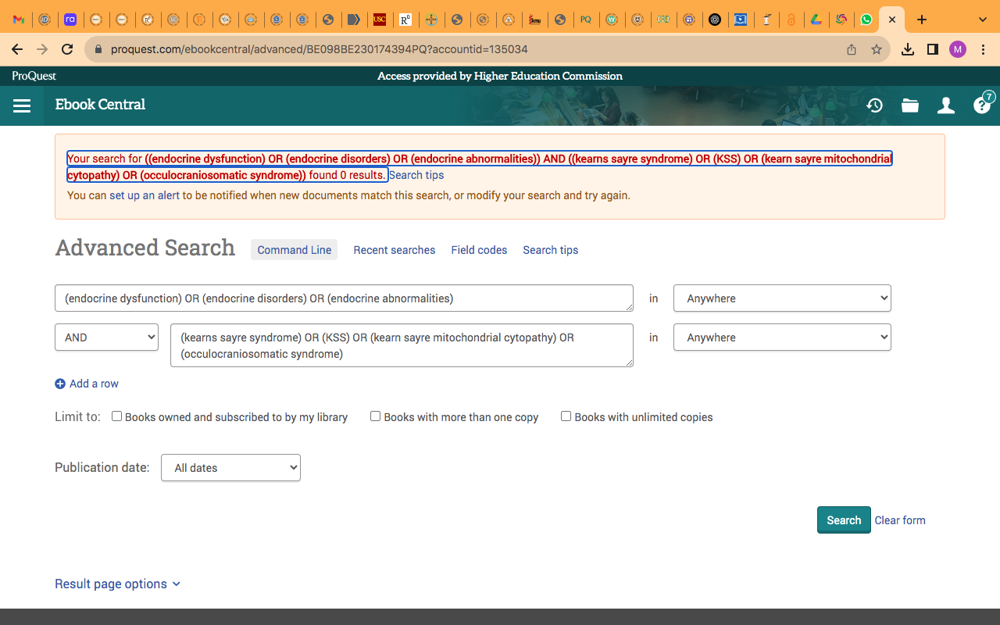 ra
USC
RG
skmu
PQ
CRD
proquest.com/ebookcentral/advanced/BE098BE230174394PQ?accountid=135034
M
ProQuest
Access provided by Higher Education Commission
Ebook Central
7
Your search for ((endocrine dysfunction) OR (endocrine disorders) OR (endocrine abnormalities)) AND ((kearns sayre syndrome) OR (KSS) OR (kearn sayre mitochondrial
cytopathy) OR (occulocraniosomatic syndrome)) found 0 results. Search tips
You can set up an alert to be notified when new documents match this search, or modify your search and try again.
Advanced Search Command Line Recent searches Field codes Search tips
(endocrine dysfunction) OR (endocrine disorders) OR (endocrine abnormalities) in Anywhere
AND (kearns sayre syndrome) OR (KSS) OR (kearn sayre mitochondrial cytopathy) OR in Anywhere
(occulocraniosomatic syndrome)
Add a row
Limit to: Books owned and subscribed to by my library Books with more than one copy Books with unlimited copies
Publication date: All dates
Search Clear form
Result page options